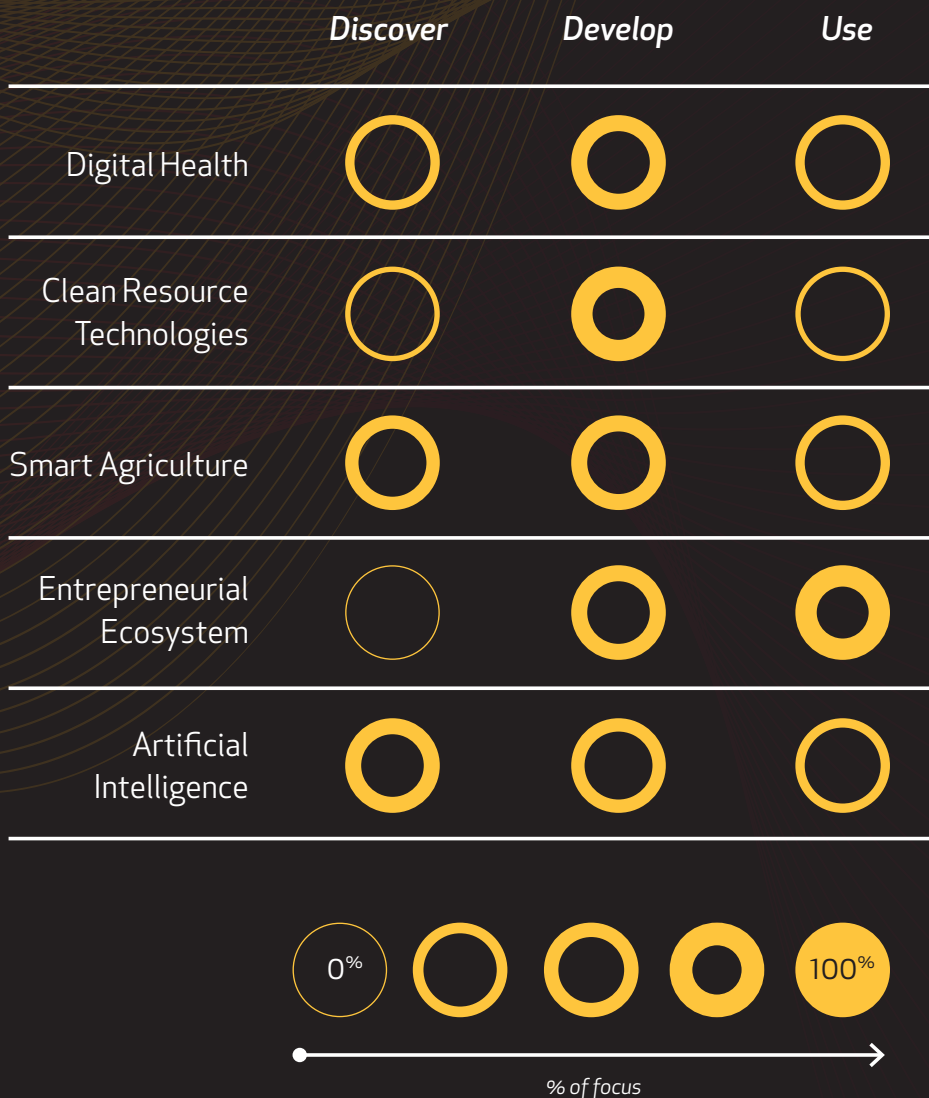 Discover Develop Use
Digital Health
Clean Resource
Technologies
Smart Agriculture
Entrepreneurial
Ecosystem
Artificial
Intelligence
0% 100%
% of focus